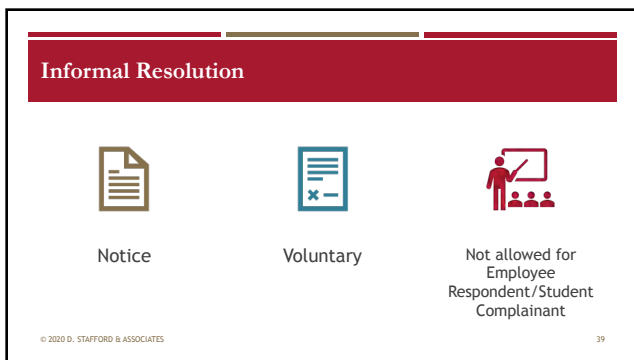 Informal Resolution
Notice
Voluntary
Not allowed for
Employee
Respondent/Student
Complainant
© 2020 D. STAFFORD & ASSOCIATES
39